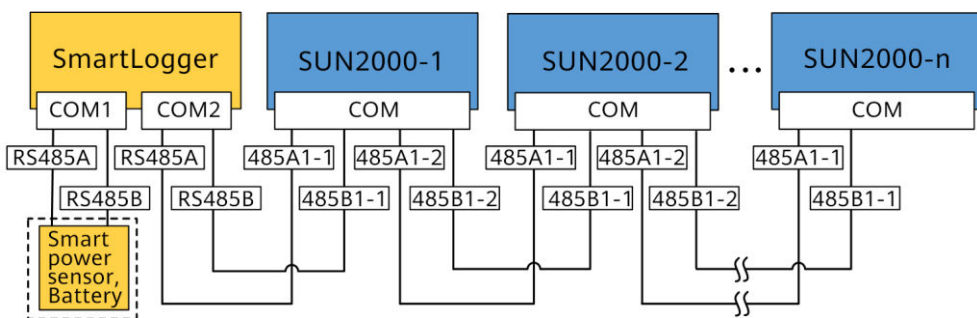 SmartLogger
SUN2000-1
SUN2000-2
...
SUN2000-n
COM1
COM2
COM
COM
COM
RS485A
RS485A
485A1-1
485A1-2
485A1-1
485A1-2
485A1-1
RS485B
RS485B
485B1-1
485B1-2
485B1-1
485B1-2
485B1-1
Smart
power
sensor,
Battery